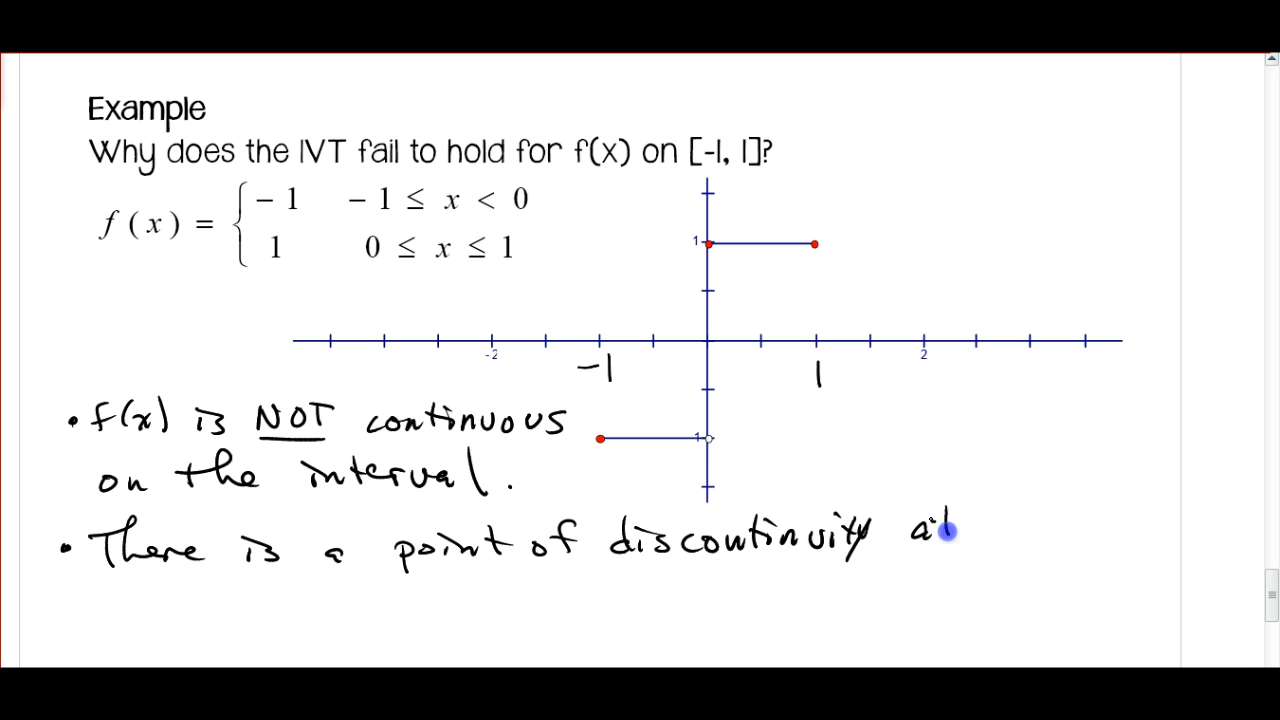 Example
Why does the IVT fail to hold for f(x) on [-1, 1]?
f(x) = { -1   -1 ≤ x < 0
1   0 ≤ x ≤ 1
1
-2
2
-1
1
1
• f(x) is NOT continuous
on the interval.
• There is a point of discontinuity at